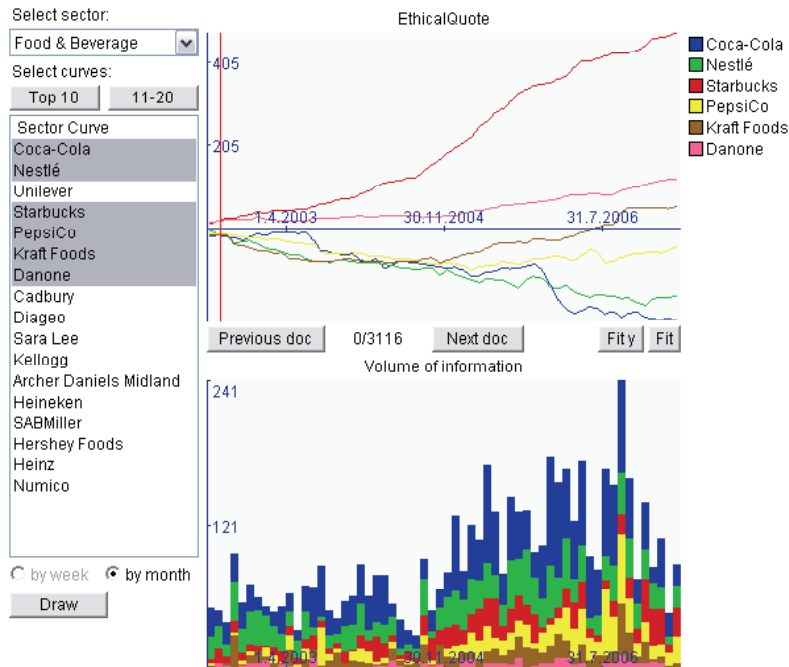 Select sector:
Food & Beverage
Select curves:
Top 10
11-20
Sector Curve
Coca-Cola
Nestlé
Unilever
Starbucks
PepsiCo
Kraft Foods
Danone
Cadbury
Diageo
Sara Lee
Kellogg
Archer Daniels Midland
Heineken
SABMiller
Hershey Foods
Heinz
Numico
by week
by month
Draw
EthicalQuote
405
205
1.4.2003
30.11.2004
31.7.2006
Coca-Cola
Nestlé
Starbucks
PepsiCo
Kraft Foods
Danone
Previous doc
0/3116
Next doc
Fit y
Fit
Volume of information
241
121
1.4.2003
30.11.2004
31.7.2006